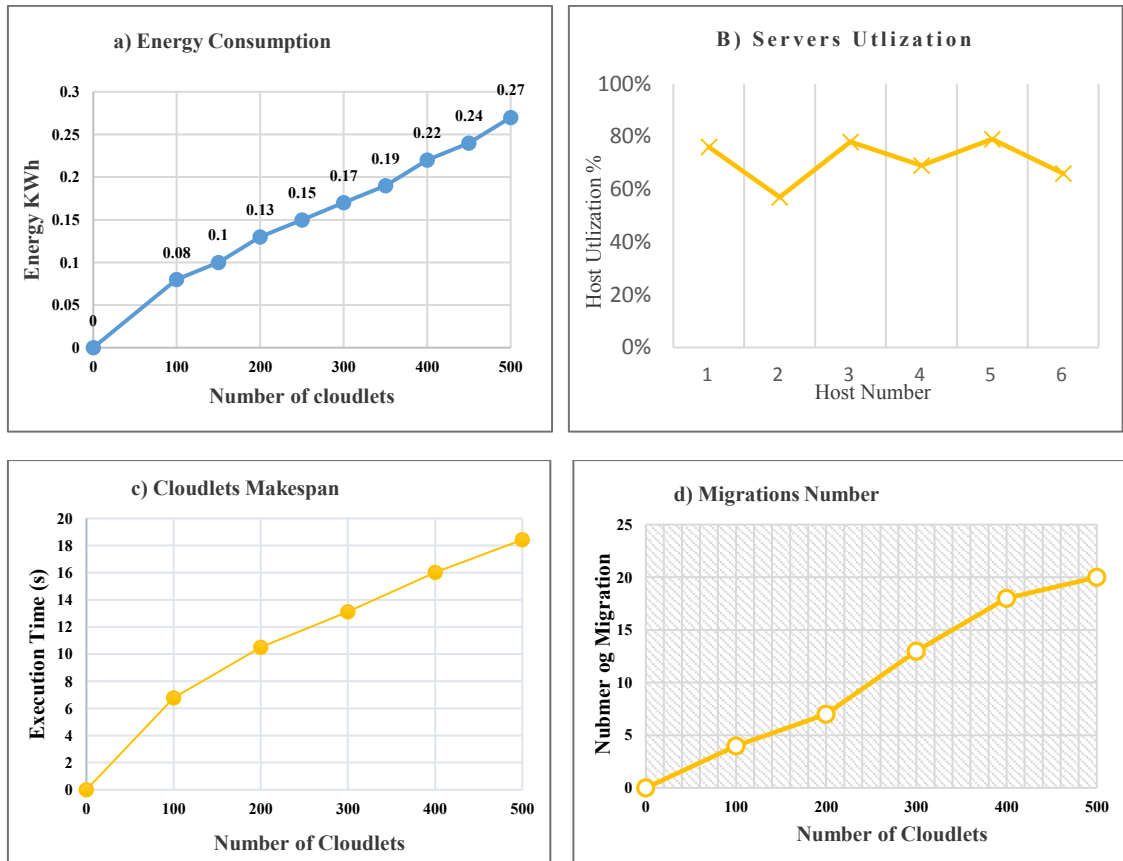 a) Energy Consumption
0.3
0.25
0.2
0.15
0.1
0.05
0
Energy KWh
0
0.08
0.1
0.13
0.15
0.17
0.19
0.22
0.24
0.27
0 100 200 300 400 500
Number of cloudlets
B) Servers Utlization
100%
80%
60%
40%
20%
0%
Host Utlization %
1 2 3 4 5 6
Host Number
c) Cloudlets Makespan
20
18
16
14
12
10
8
6
4
2
0
Execution Time (s)
0 100 200 300 400 500
Number of Cloudlets
d) Migrations Number
25
20
15
10
5
0
Nubmer og Migration
0 100 200 300 400 500
Number of Cloudlets